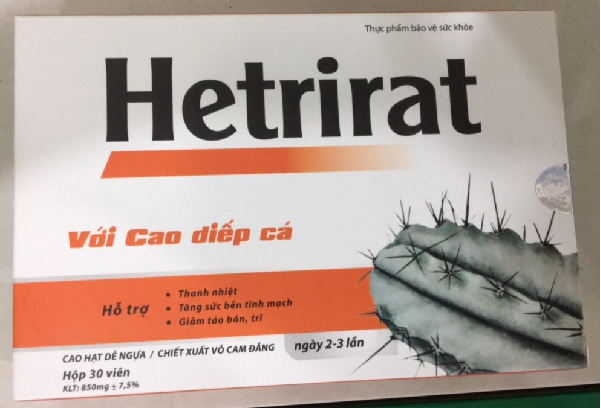 Thực phẩm bảo vệ sức khỏe
Hetrirat
Với Cao diếp cá
Hỗ trợ
• Thanh nhiệt
• Tăng sức bền tĩnh mạch
• Giảm táo bón, trĩ
CAO HẠT DẺ NGỰA / CHIẾT XUẤT VỎ CAM ĐẮNG
ngày 2-3 lần
Hộp 30 viên
KLT: 850mg ± 7,5%